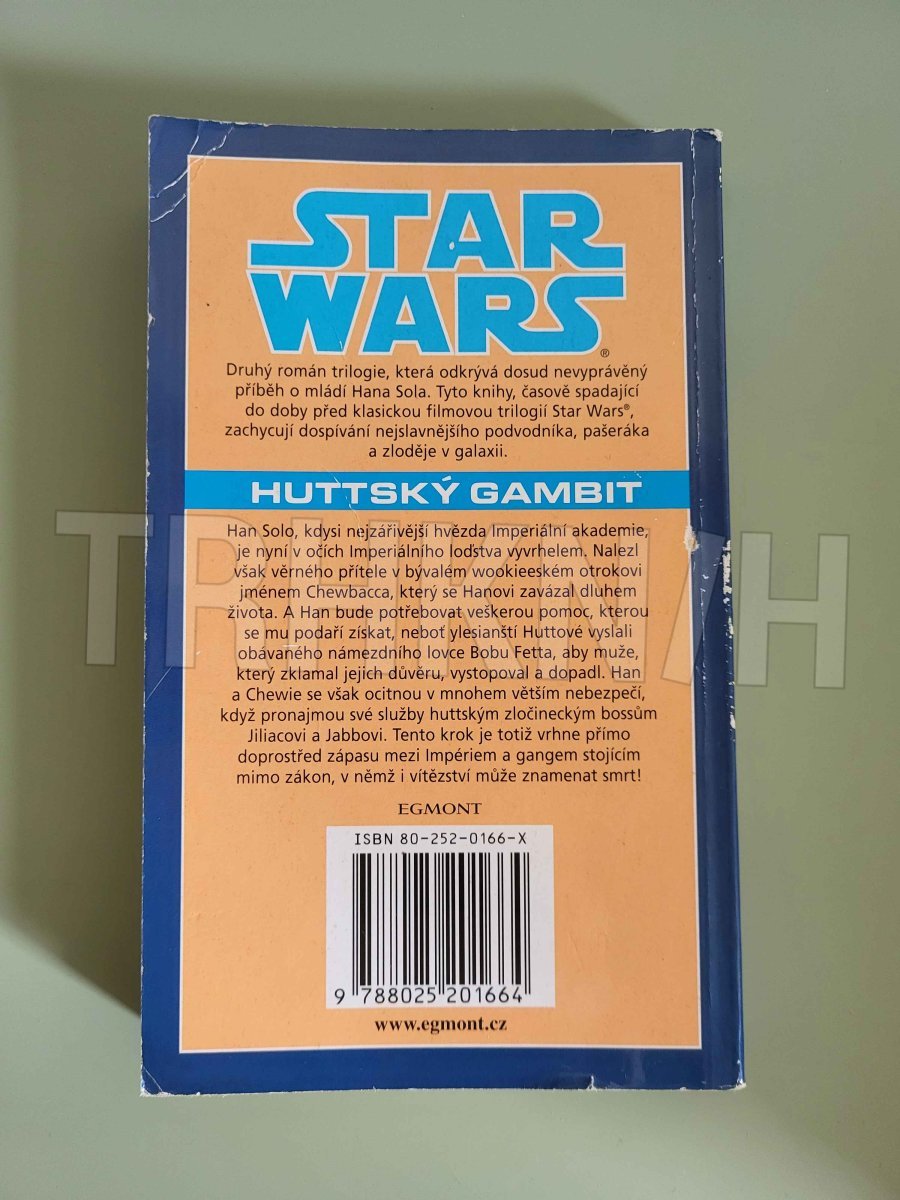 STAR
WARS®
Druhý román trilogie, která odkrývá dosud nevyprávěný
příběh o mládí Hana Sola. Tyto knihy, časově spadající
do doby před klasickou filmovou trilogií Star Wars®,
zachycují dospívání nejslavnějšího podvodníka, pašeráka
a zloděje v galaxii.
HUTTSKÝ GAMBIT
Han Solo, kdysi nejzářivější hvězda Imperiální akademie,
je nyní v očích Imperiálního loďstva vyvrhelem. Nalezl
však věrného přítele v bývalém wookieeském otrokovi
jménem Chewbacca, který se Hanovi zavázal dluhem
života. A Han bude potřebovat veškerou pomoc, kterou
se mu podaří získat, neboť ylesianští Huttové vyslali
obávaného námezdního lovce Bobu Fetta, aby muže,
který zklamal jejich důvěru, vystopoval a dopadl. Han
a Chewie se však ocitnou v mnohem větším nebezpečí,
když pronajmou své služby huttským zločineckým bossům
Jiliacovi a Jabbovi. Tento krok je totiž vrhne přímo
doprostřed zápasu mezi Impériem a gangem stojícím
mimo zákon, v němž i vítězství může znamenat smrt!
EGMONT
ISBN 80-252-0166-X
9 788025 201664
www.egmont.cz
TRHKNIH